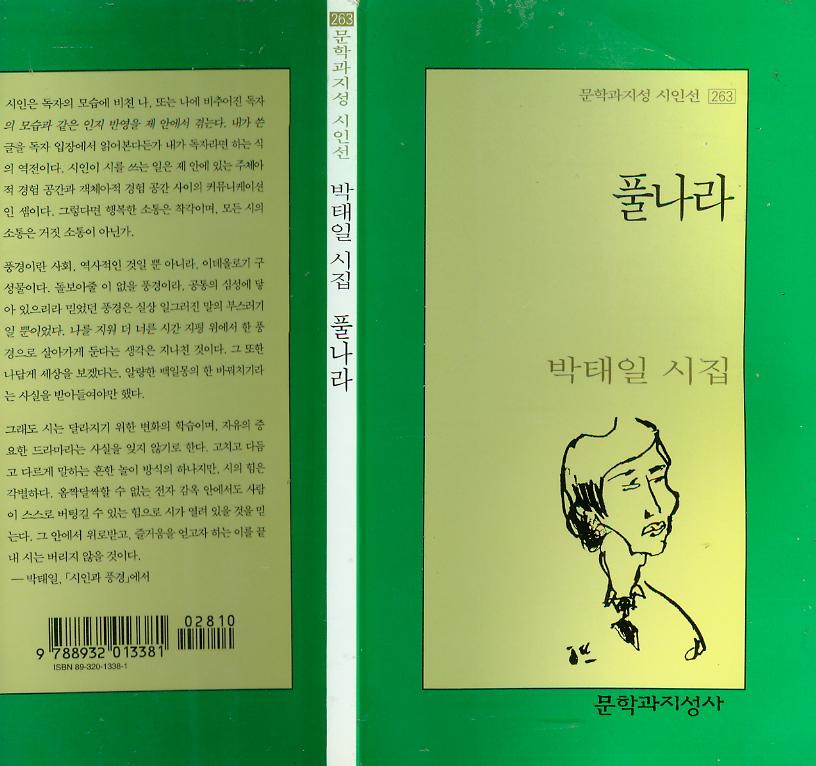 시인은 독자의 모습에 비친 나, 또는 나에 비추어진 독자
의 모습과 같은 인지 반영을 제 안에서 겪는다. 내가 쓴
글을 독자 입장에서 읽어본다든가 내가 독자라면 하는 식
의 역전이다. 시인이 시를 쓰는 일은 제 안에 있는 주체아
적 경험 공간과 객체아적 경험 공간 사이의 커뮤니케이션
인 셈이다. 그렇다면 행복한 소통은 착각이며, 모든 시의
소통은 거짓 소통이 아닌가.
풍경이란 사회, 역사적인 것일 뿐 아니라, 이데올로기 구
성물이다. 돌보아줄 이 없을 풍경이라, 공통의 심성에 닿
아 있으리라 믿었던 풍경은 실상 일그러진 말의 부스러기
일 뿐이었다. 나를 지워 더 너른 시간 지평 위에서 한 풍
경으로 살아가게 둔다는 생각은 지나친 것이다. 그 또한
나답게 세상을 보겠다는, 알량한 백일몽의 한 바꿔치기라
는 사실을 받아들여야만 했다.
그래도 시는 달라지기 위한 변화의 학습이며, 자유의 중
요한 드라마라는 사실을 잊지 않기로 한다. 고치고 다듬
고 다르게 말하는 흔한 놀이 방식의 하나지만, 시의 힘은
각별하다. 옴짝달싹할 수 없는 전자 감옥 안에서도 사람
이 스스로 버텅길 수 있는 힘으로 시가 열려 있을 것을 믿
는다. 그 안에서 위로받고, 즐거움을 얻고자 하는 이를 끝
내 시는 버리지 않을 것이다.
— 박태일, 「시인과 풍경」에서
02810
9 788932 013381
ISBN 89-320-1338-1
263 문학과지성 시인선 박태일 시집 풀나라
문학과지성 시인선 263
풀나라
박태일 시집
문학과지성사